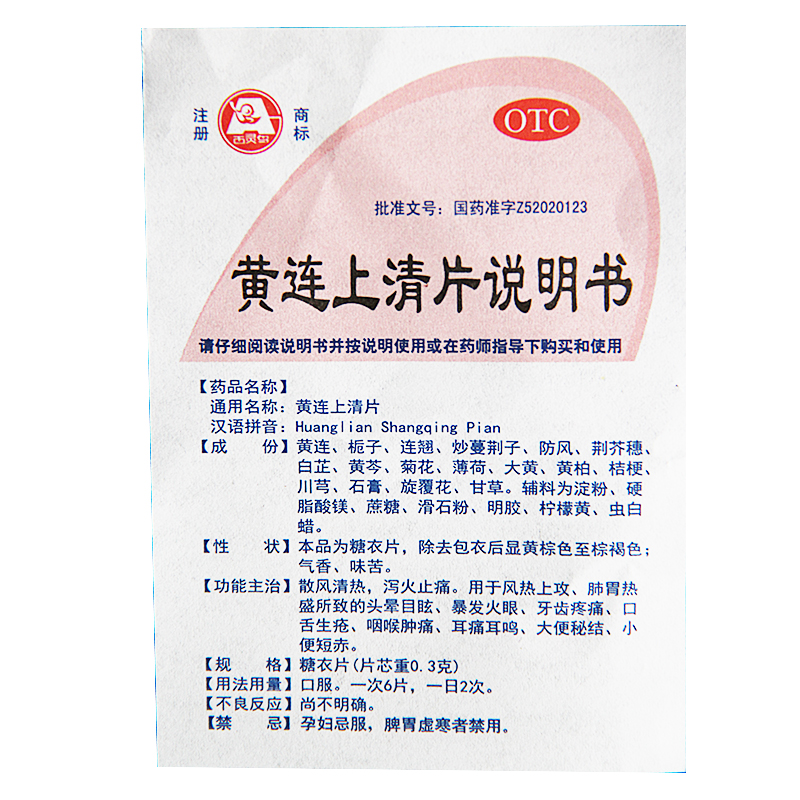 注册
商标
古灵草
OTC
批准文号：国药准字Z52020123
黄连上清片说明书
请仔细阅读说明书并按说明使用或在药师指导下购买和使用
【药品名称】
通用名称：黄连上清片
汉语拼音：Huanglian Shangqing Pian
【成 份】黄连、栀子、连翘、炒蔓荆子、防风、荆芥穗、
白芷、黄芩、菊花、薄荷、大黄、黄柏、桔梗、
川芎、石膏、旋覆花、甘草。辅料为淀粉、硬
脂酸镁、蔗糖、滑石粉、明胶、柠檬黄、虫白
蜡。
【性 状】本品为糖衣片，除去包衣后显黄棕色至棕褐色；
气香、味苦。
【功能主治】散风清热，泻火止痛。用于风热上攻、肺胃热
盛所致的头晕目眩、暴发火眼、牙齿疼痛、口
舌生疮、咽喉肿痛、耳痛耳鸣、大便秘结、小
便短赤。
【规 格】糖衣片(片芯重0.3克)
【用法用量】口服。一次6片，一日2次。
【不良反应】尚不明确。
【禁 忌】孕妇忌服，脾胃虚寒者禁用。